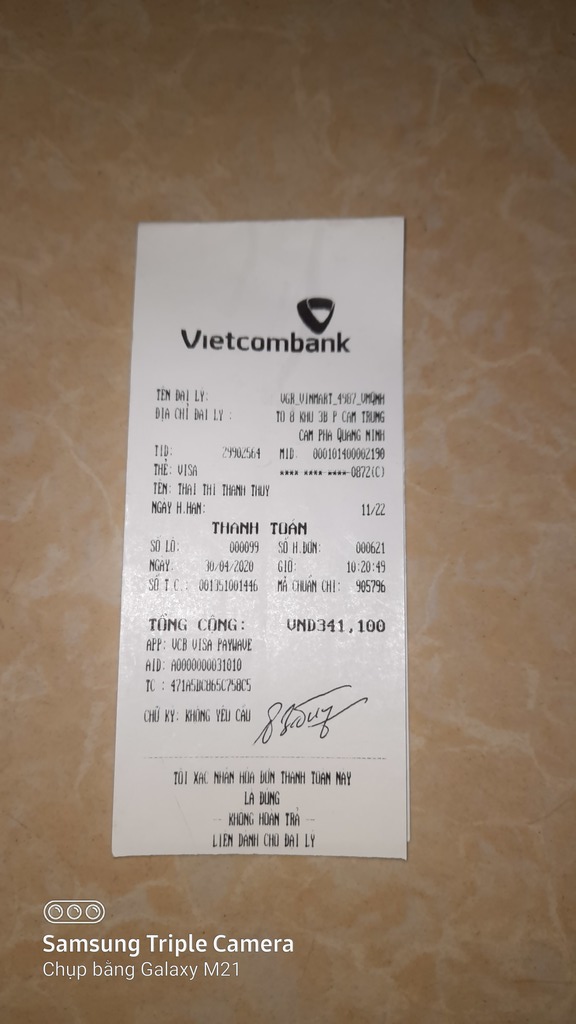 Vietcombank
TÊN ĐẠI LÝ: VGR_VINMART_4987_VMQNH
ĐỊA CHỈ ĐẠI LÝ : TO 8 KHU 3B P CAM TRUNG
CAM PHA QUANG NINH
TID: 29902564 MID: 000101400002190
THẺ: VISA **** **** ****-0872(C)
TÊN: THAI THI THANH THUY
NGÀY H.HẠN: 11/22
THANH TOÁN
SỐ LÔ: 000099 SỐ H.ĐƠN: 000621
NGÀY: 30/04/2020 GIỜ: 10:20:49
SỐ T.C.: 001351001446 MÃ CHUẨN CHI: 905796
TỔNG CỘNG: VND341,100
APP: VCB VISA PAYWAVE
AID: A0000000031010
TC : 471A5BC865C758C5
CHỮ KÝ: KHÔNG YÊU CẦU
TÔI XÁC NHẬN HÓA ĐƠN THANH TOÁN NÀY
LÀ ĐÚNG
-- KHÔNG HOÀN TRẢ --
LIÊN DÀNH CHO ĐẠI LÝ
Samsung Triple Camera
Chụp bằng Galaxy M21